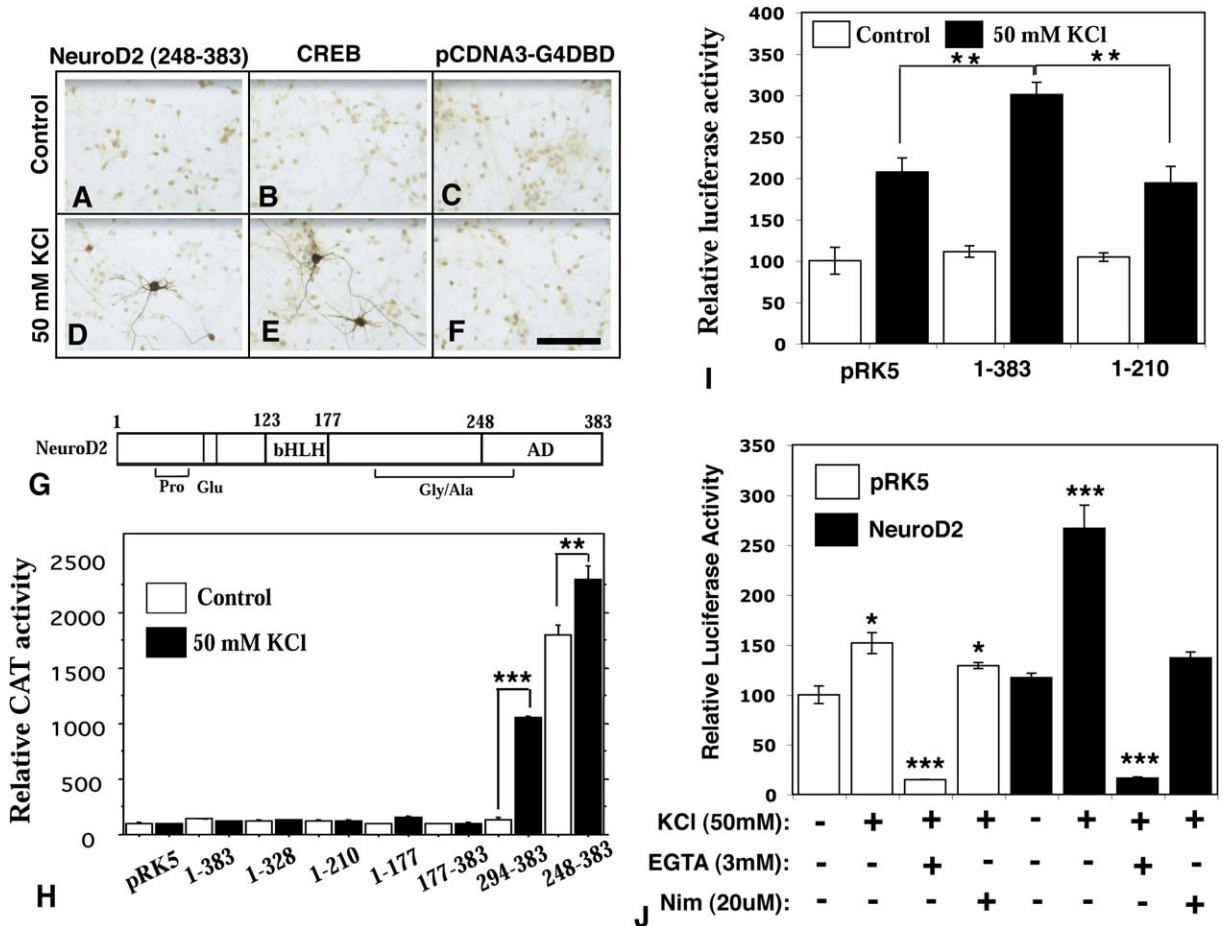 NeuroD2 (248-383) CREB pCDNA3-G4DBD
Control
A B C
50 mM KCl
D E F
1 123 177 248 383
NeuroD2 bHLH AD
Pro Glu Gly/Ala
G
Relative CAT activity
2500
2000
1500
1000
500
0
Control
50 mM KCl
***
**
pRK5 1-383 1-328 1-210 1-177 177-383 294-383 248-383
H
Relative luciferase activity
400
350
300
250
200
150
100
50
0
Control 50 mM KCl
** **
pRK5 1-383 1-210
I
Relative Luciferase Activity
350
300
250
200
150
100
50
0
pRK5
NeuroD2
* *** * *** ***
KCl (50mM): - + + + - + + +
EGTA (3mM): - - + - - - + -
Nim (20uM): - - - + - - - +
J